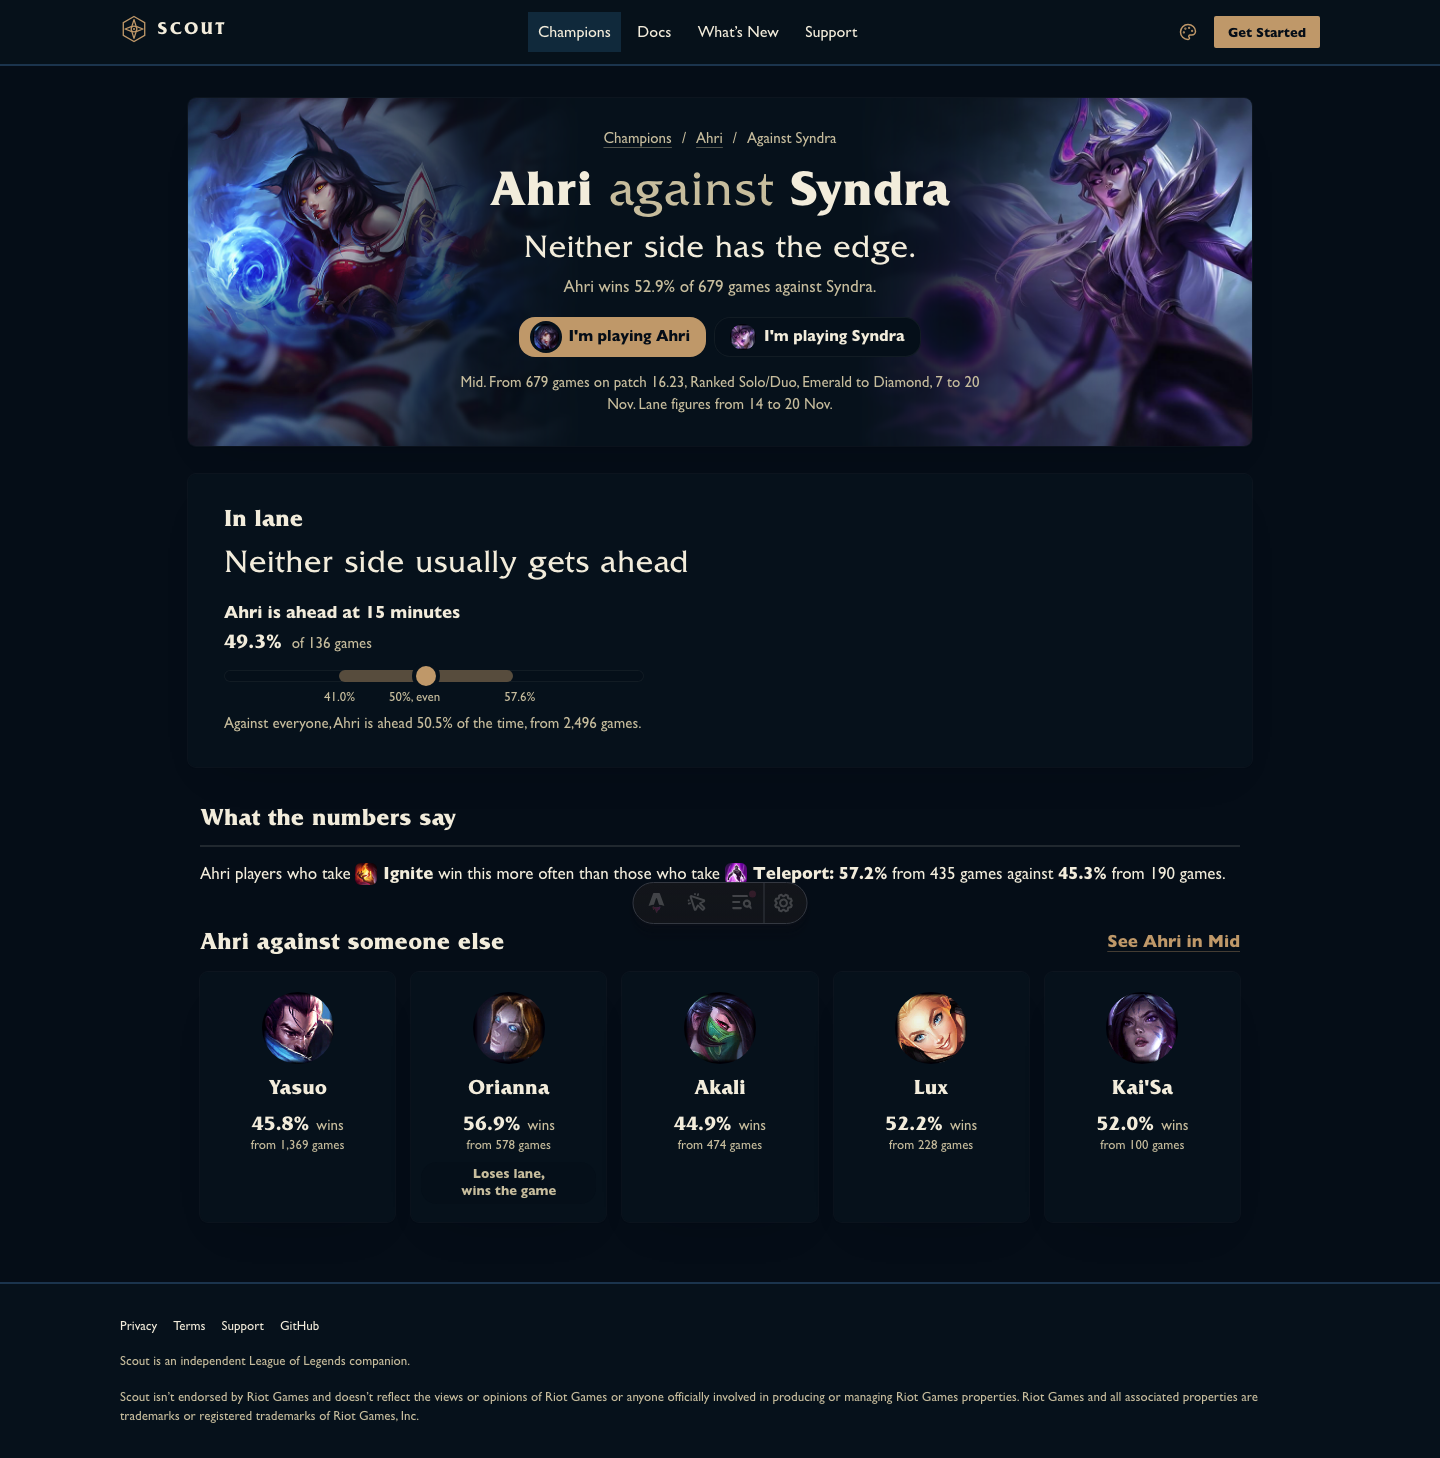 SCOUT
Champions
Docs
What's New
Support
Get Started
Champions / Ahri / Against Syndra
Ahri against Syndra
Neither side has the edge.
Ahri wins 52.9% of 679 games against Syndra.
I'm playing Ahri
I'm playing Syndra
Mid. From 679 games on patch 16.23, Ranked Solo/Duo, Emerald to Diamond, 7 to 20
Nov. Lane figures from 14 to 20 Nov.
In lane
Neither side usually gets ahead
Ahri is ahead at 15 minutes
49.3% of 136 games
41.0% 50%, even 57.6%
Against everyone, Ahri is ahead 50.5% of the time, from 2,496 games.
What the numbers say
Ahri players who take Ignite win this more often than those who take Teleport: 57.2% from 435 games against 45.3% from 190 games.
Ahri against someone else
See Ahri in Mid
Yasuo
45.8% wins
from 1,369 games
Orianna
56.9% wins
from 578 games
Loses lane,
wins the game
Akali
44.9% wins
from 474 games
Lux
52.2% wins
from 228 games
Kai'Sa
52.0% wins
from 100 games
Privacy
Terms
Support
GitHub
Scout is an independent League of Legends companion.
Scout isn't endorsed by Riot Games and doesn't reflect the views or opinions of Riot Games or anyone officially involved in producing or managing Riot Games properties. Riot Games and all associated properties are
trademarks or registered trademarks of Riot Games, Inc.